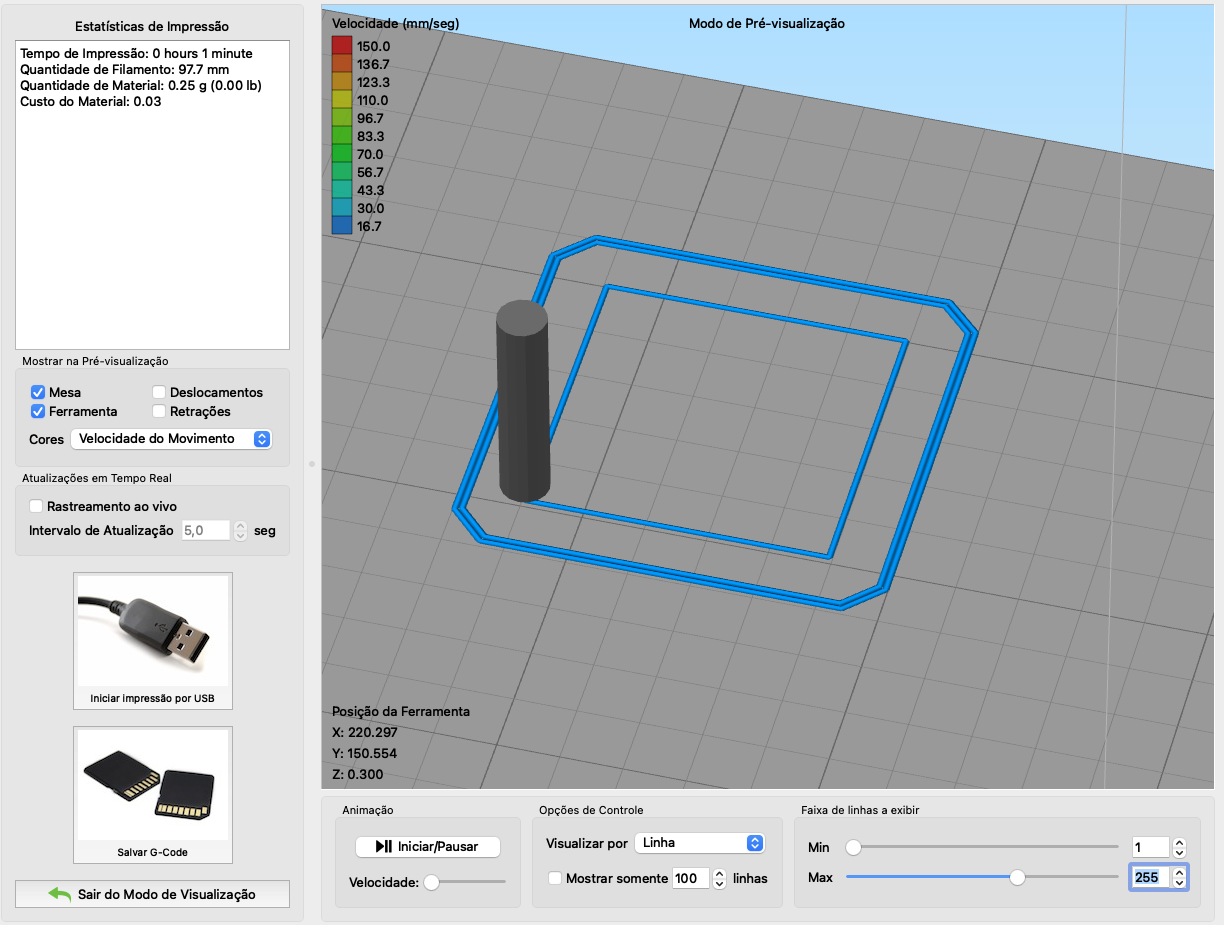 Estatísticas de Impressão
Tempo de Impressão: 0 hours 1 minute
Quantidade de Filamento: 97.7 mm
Quantidade de Material: 0.25 g (0.00 lb)
Custo do Material: 0.03
Mostrar na Pré-visualização
Mesa
Deslocamentos
Ferramenta
Retrações
Cores
Velocidade do Movimento
Atualizações em Tempo Real
Rastreamento ao vivo
Intervalo de Atualização 5,0 seg
Iniciar impressão por USB
Salvar G-Code
Sair do Modo de Visualização
Velocidade (mm/seg)
Modo de Pré-visualização
150.0
136.7
123.3
110.0
96.7
83.3
70.0
56.7
43.3
30.0
16.7
Posição da Ferramenta
X: 220.297
Y: 150.554
Z: 0.300
Animação
Iniciar/Pausar
Velocidade:
Opções de Controle
Visualizar por Linha
Mostrar somente 100 linhas
Faixa de linhas a exibir
Min 1
Max 255